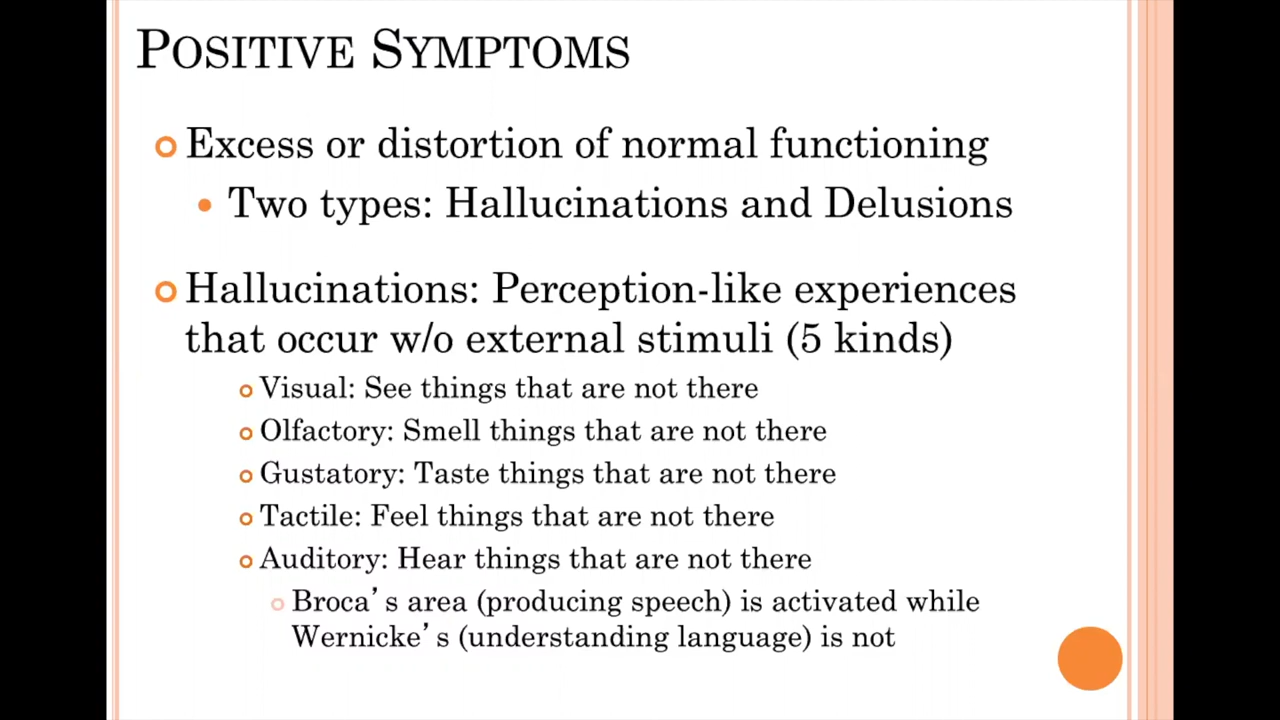 POSITIVE SYMPTOMS
Excess or distortion of normal functioning
Two types: Hallucinations and Delusions
Hallucinations: Perception-like experiences
that occur w/o external stimuli (5 kinds)
Visual: See things that are not there
Olfactory: Smell things that are not there
Gustatory: Taste things that are not there
Tactile: Feel things that are not there
Auditory: Hear things that are not there
Broca’s area (producing speech) is activated while
Wernicke’s (understanding language) is not